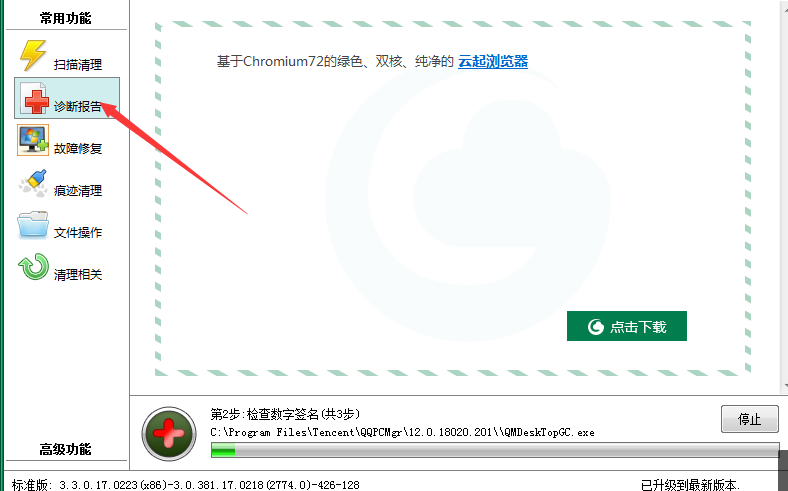 常用功能
扫描清理
诊断报告
故障修复
痕迹清理
文件操作
清理相关
高级功能
基于Chromium72的绿色、双核、纯净的 云起浏览器
点击下载
第2步:检查数字签名(共3步)
C:\Program Files\Tencent\QQPCMgr\12.0.18020.201\\QMDeskTopGC.exe
停止
标准版: 3.3.0.17.0223(x86)-3.0.381.17.0218(2774.0)-426-128
已升级到最新版本.